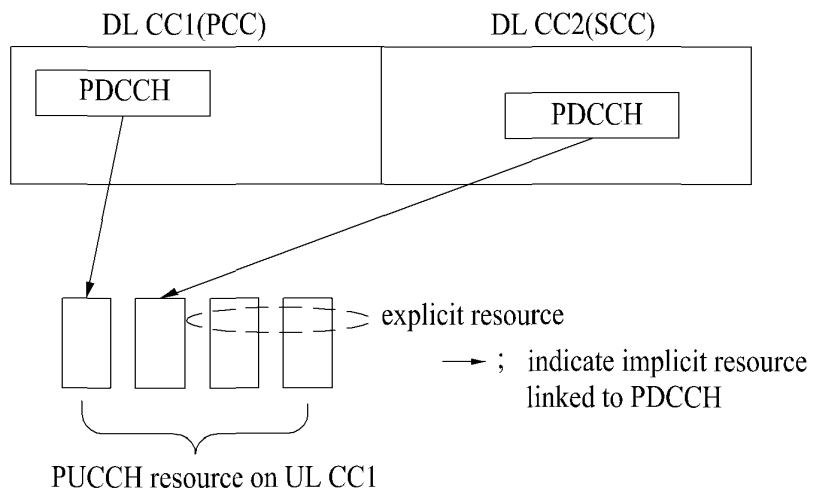 DL CC1(PCC)
DL CC2(SCC)
PDCCH
PDCCH
explicit resource
; indicate implicit resource
linked to PDCCH
PUCCH resource on UL CC1